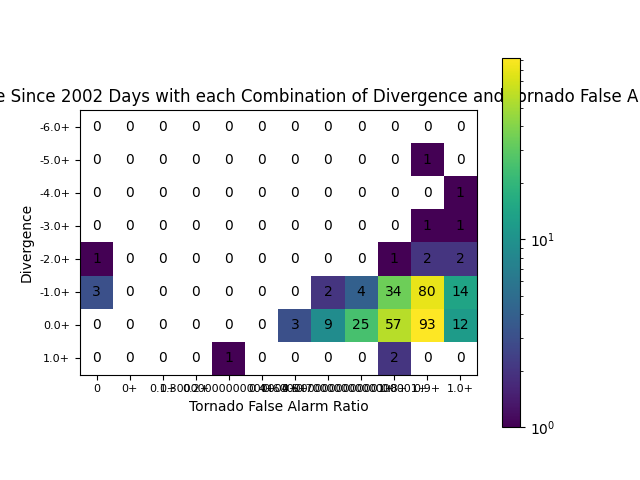 e Since 2002 Days with each Combination of Divergence and Tornado False A
-6.0+ 0 0 0 0 0 0 0 0 0 0 0 0
-5.0+ 0 0 0 0 0 0 0 0 0 0 1 0
-4.0+ 0 0 0 0 0 0 0 0 0 0 0 1
-3.0+ 0 0 0 0 0 0 0 0 0 0 1 1
-2.0+ 1 0 0 0 0 0 0 0 0 1 2 2
-1.0+ 3 0 0 0 0 0 0 2 4 34 80 14
0.0+ 0 0 0 0 0 0 3 9 25 57 93 12
1.0+ 0 0 0 0 1 0 0 0 0 2 0 0
Divergence
0 0+ 1.0+
Tornado False Alarm Ratio
10¹
10⁰